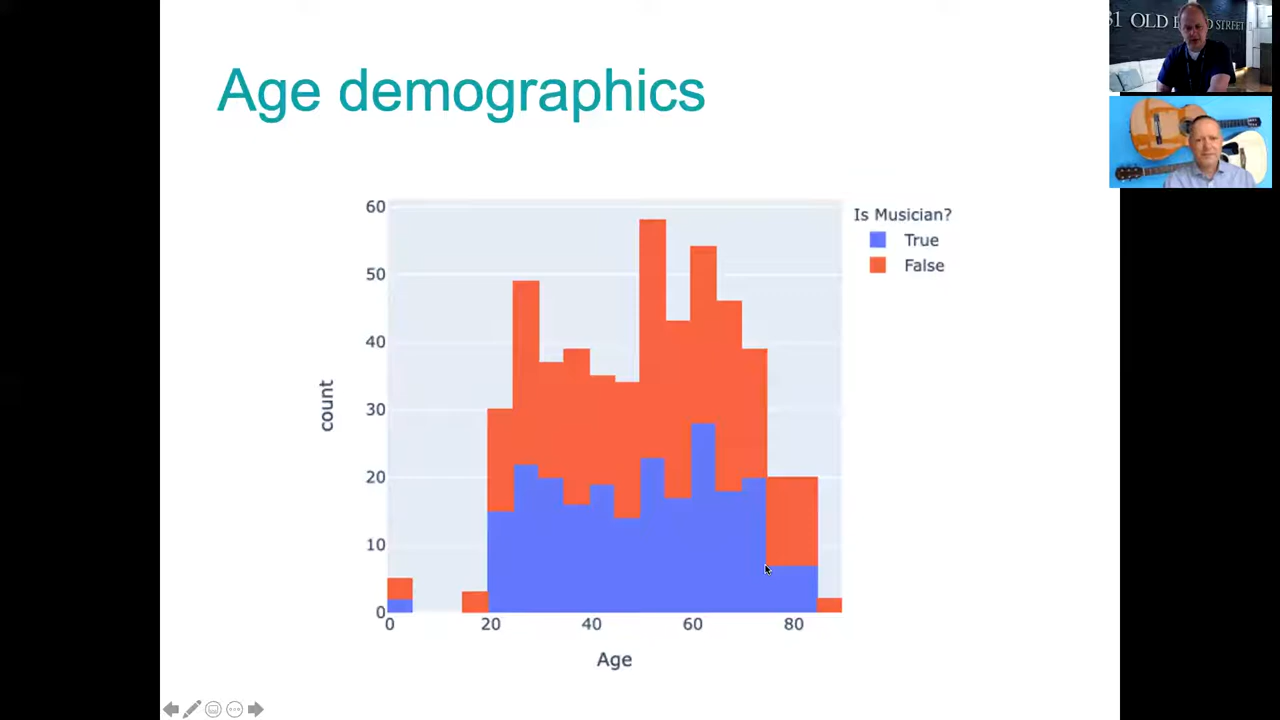 Age demographics
60
50
40
30
20
10
0
count
0 20 40 60 80
Age
Is Musician?
True
False
31 OLD STREET